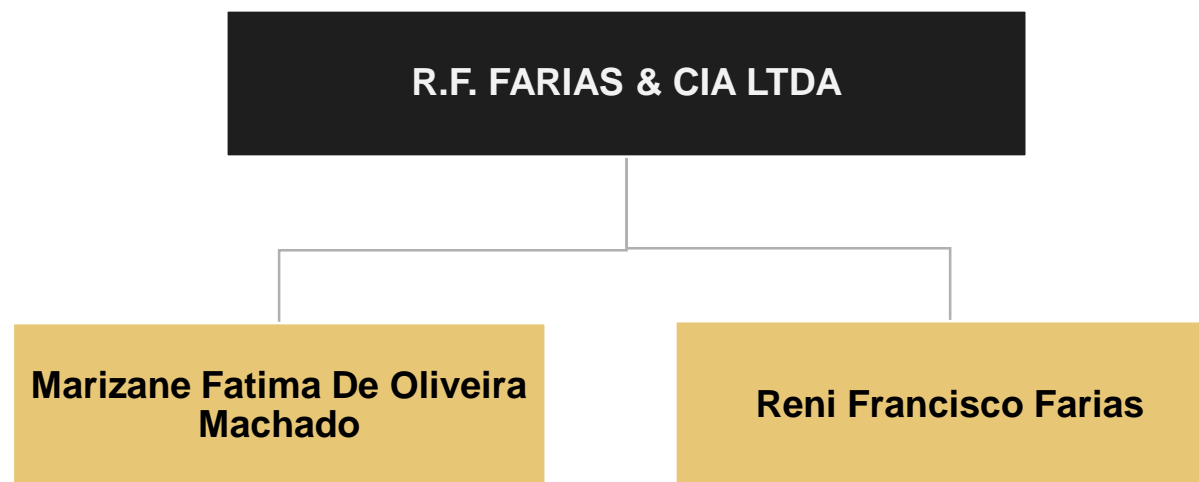 R.F. FARIAS & CIA LTDA
Marizane Fatima De Oliveira
Machado
Reni Francisco Farias